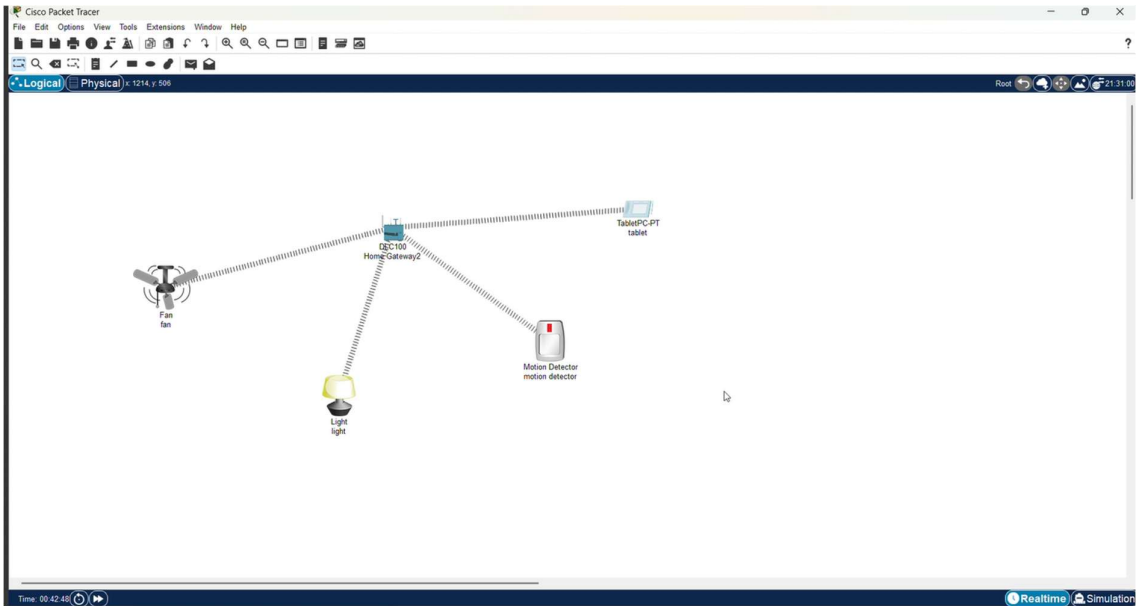 Cisco Packet Tracer
File Edit Options View Tools Extensions Window Help
?
Logical Physical x: 1214, y: 506 Root 21:31:00
TabletPC-PT
tablet
Home Gateway2
Fan
fan
Motion Detector
motion detector
Light
light
Time: 00:42:48 Realtime Simulation